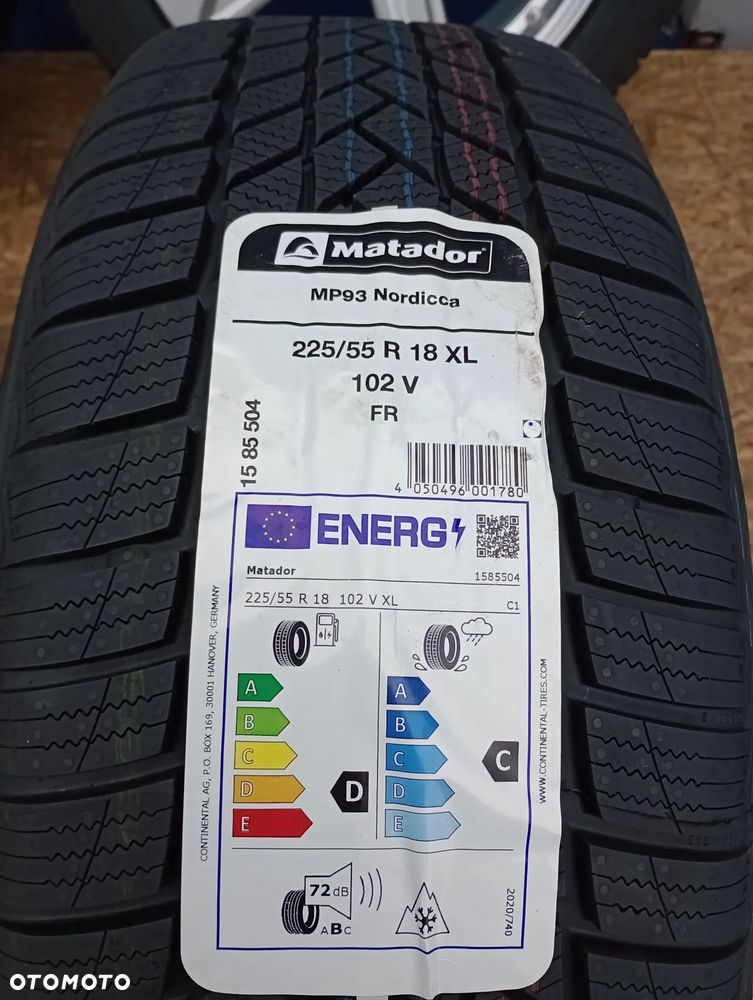 Matador
MP93 Nordicca
225/55 R 18 XL
102 V
FR
15 85 504
4 050496 001780
ENERG
Matador 1585504
225/55 R 18 102 V XL C1
A A
B B
C C C
D D D
E E
72 dB
ABC
2020/740
CONTINENTAL AG, P.O. BOX 169, 30001 HANOVER, GERMANY
WWW.CONTINENTAL-TIRES.COM
OTOMOTO